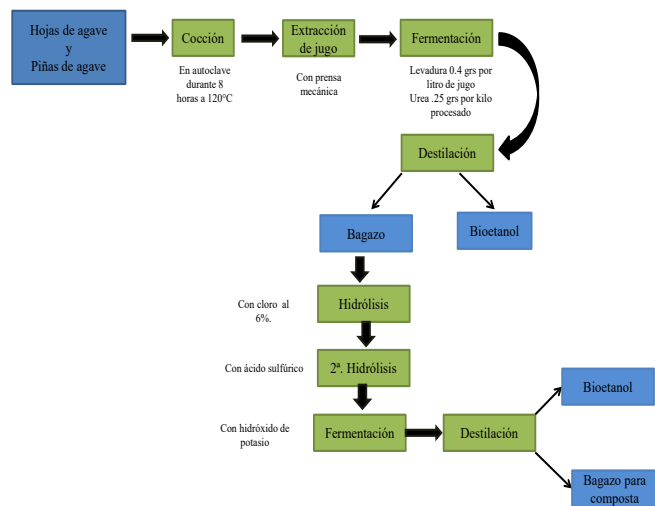 Hojas de agave
y
Piñas de agave
Cocción
Extracción
de jugo
Fermentación
En autoclave
durante 8
horas a 120°C
Con prensa
mecánica
Levadura 0.4 grs por
litro de jugo
Urea .25 grs por kilo
procesado
Destilación
Bagazo
Bioetanol
Con cloro al
6%.
Hidrólisis
Con ácido sulfúrico
2ª. Hidrólisis
Con hidróxido de
potasio
Fermentación
Destilación
Bioetanol
Bagazo para
composta